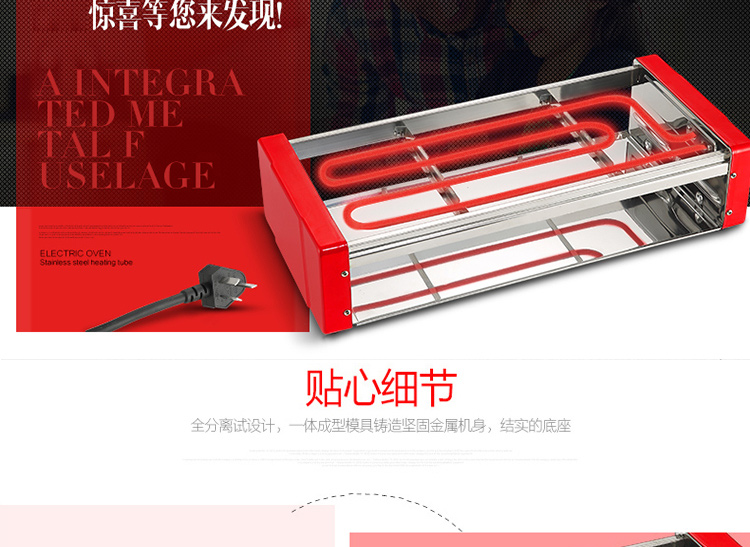 惊喜等您来发现!
A INTEGRA
TED ME
TAL F
USELAGE
ELECTRIC OVEN
Stainless steel heating tube
贴心细节
全分离试设计，一体成型模具铸造坚固金属机身，结实的底座